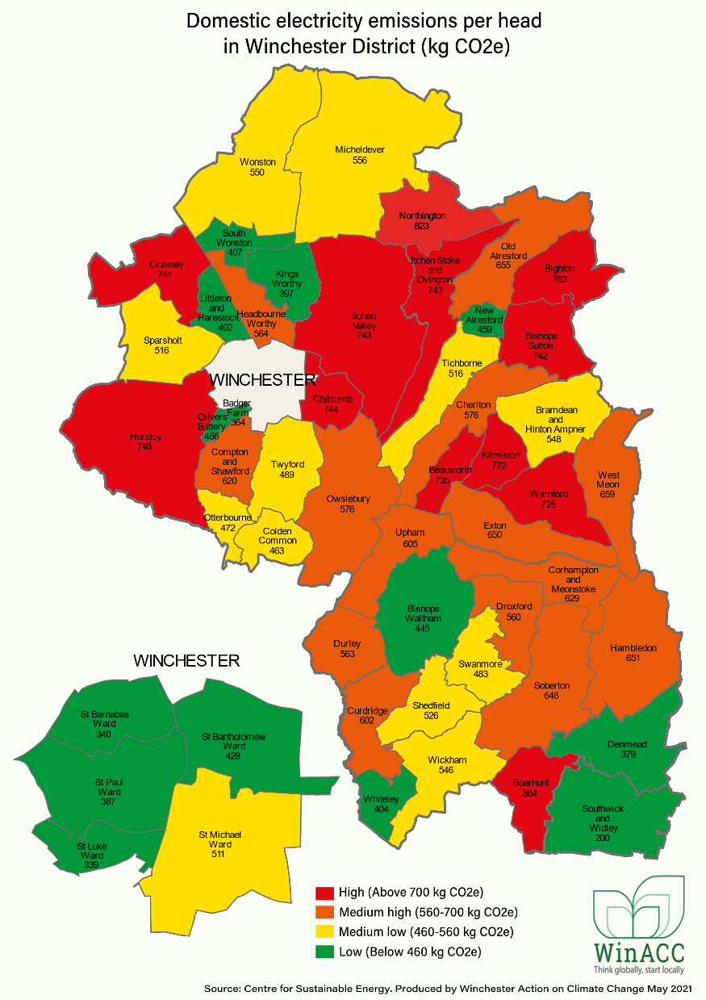 Domestic electricity emissions per head
in Winchester District (kg CO2e)
Wonston
550
Micheldever
556
Northington
823
South
Wonston
407
Old
Alresford
655
Crawley
744
Kings
Worthy
397
Itchen Stoke
and
Ovington
743
Bighton
763
Littleton
and
Harestock
402
Headbourne
Worthy
564
Itchen
Valley
743
New
Alresford
459
Sparsholt
516
Bishops
Sutton
742
Tichborne
516
WINCHESTER
Chilcomb
744
Cheriton
576
Bramdean
and
Hinton Ampner
548
Badger
Farm
364
Olivers
Battery
456
Hursley
748
Compton
and
Shawford
620
Twyford
489
Beauworth
735
Kilmiston
772
West
Meon
659
Warnford
728
Owslebury
576
Otterbourne
472
Colden
Common
463
Upham
605
Exton
650
Corhampton
and
Meonstoke
629
Bishops
Waltham
445
Droxford
560
Durley
563
Hambledon
651
Swanmore
483
Soberton
646
WINCHESTER
Shedfield
526
Curdridge
602
St Barnabas
Ward
340
St Bartholomew
Ward
428
Denmead
379
Wickham
546
St Paul
Ward
387
Whiteley
404
Boarhunt
864
Southwick
and
Widley
200
St Michael
Ward
511
St Luke
Ward
339
High (Above 700 kg CO2e)
Medium high (560-700 kg CO2e)
Medium low (460-560 kg CO2e)
Low (Below 460 kg CO2e)
WinACC
Think globally, start locally
Source: Centre for Sustainable Energy. Produced by Winchester Action on Climate Change May 2021